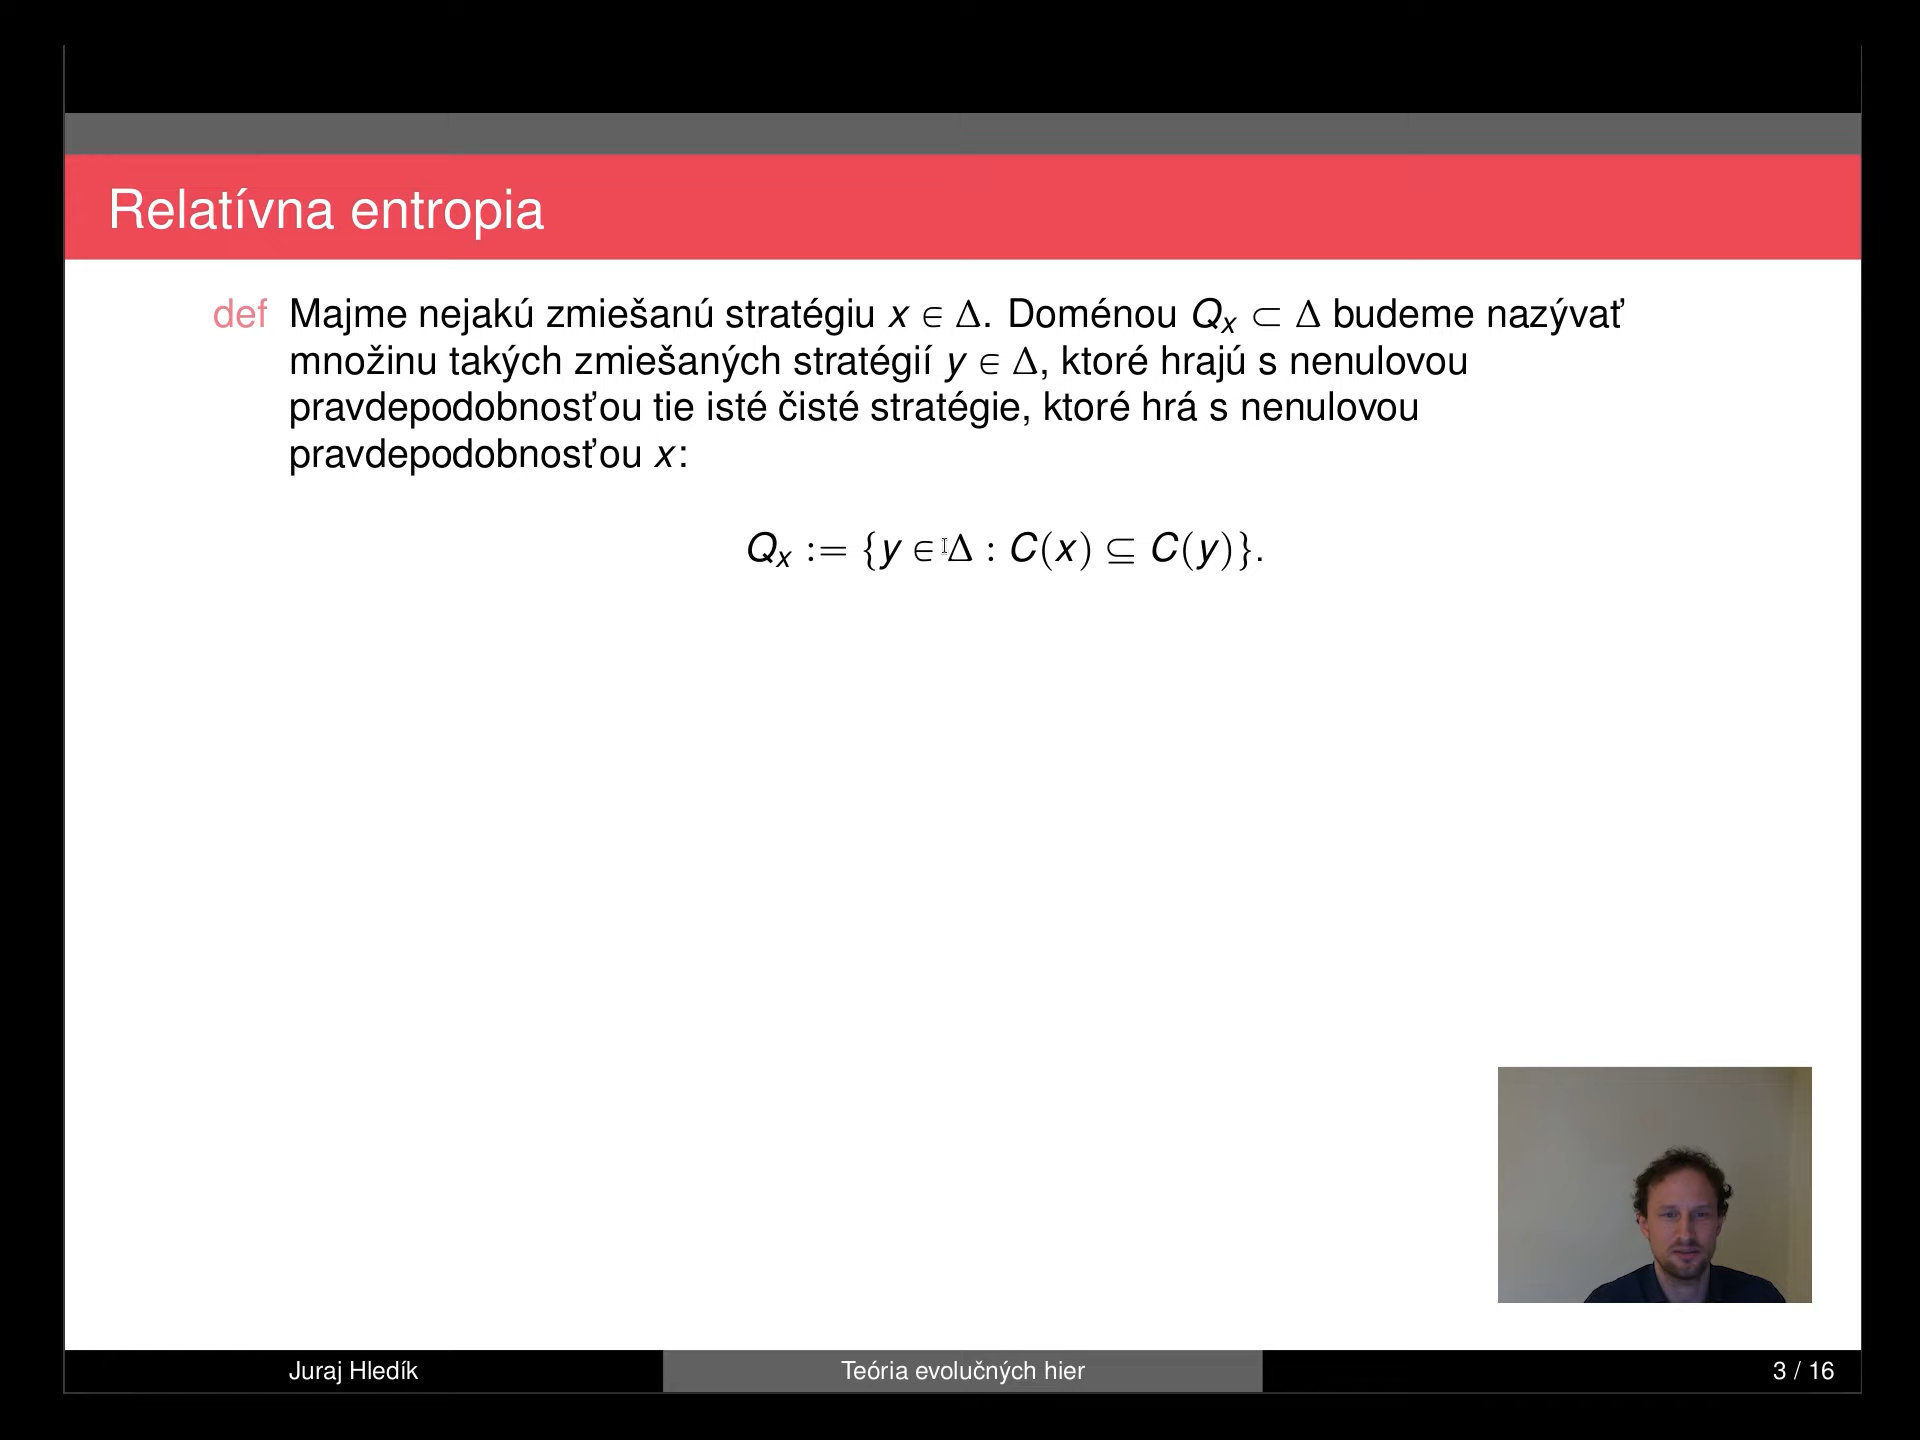 Relatívna entropia
def Majme nejakú zmiešanú stratégiu x ∈ Δ. Doménou Qₓ ⊂ Δ budeme nazývať
množinu takých zmiešaných stratégií y ∈ Δ, ktoré hrajú s nenulovou
pravdepodobnosťou tie isté čisté stratégie, ktoré hrá s nenulovou
pravdepodobnosťou x:
Qₓ := {y ∈ Δ : C(x) ⊆ C(y)}.
Juraj Hledík
Teória evolučných hier
3 / 16